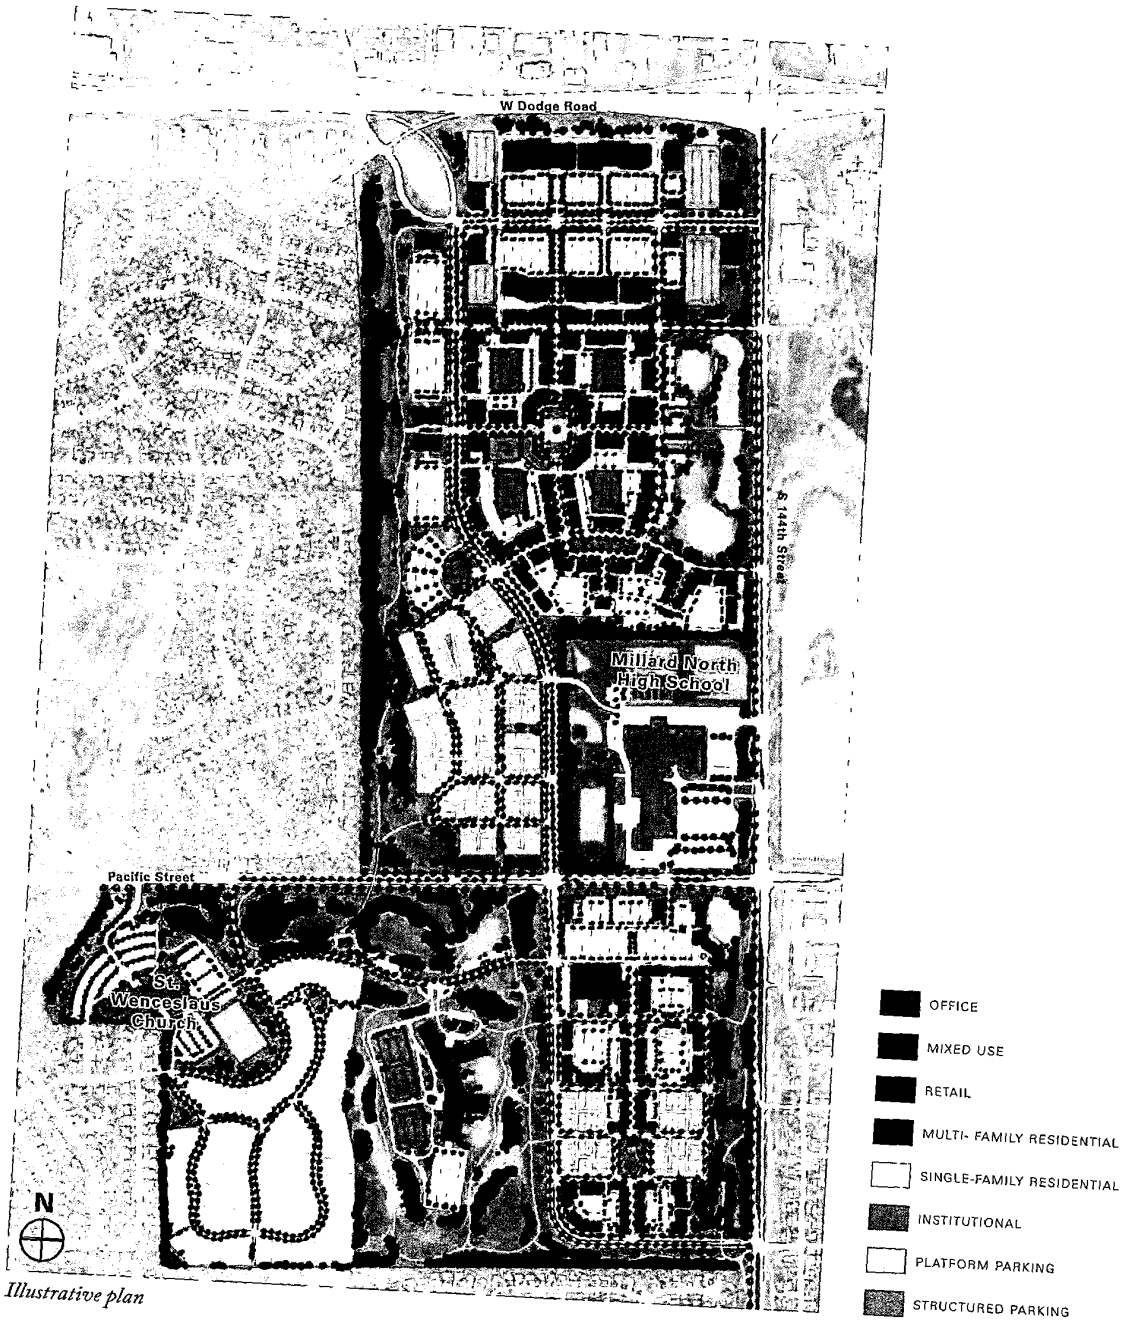 W Dodge Road
S 144th Street
Millard North
High School
Pacific Street
St.
Wenceslaus
Church
OFFICE
MIXED USE
RETAIL
MULTI- FAMILY RESIDENTIAL
SINGLE-FAMILY RESIDENTIAL
INSTITUTIONAL
PLATFORM PARKING
STRUCTURED PARKING
N
Illustrative plan